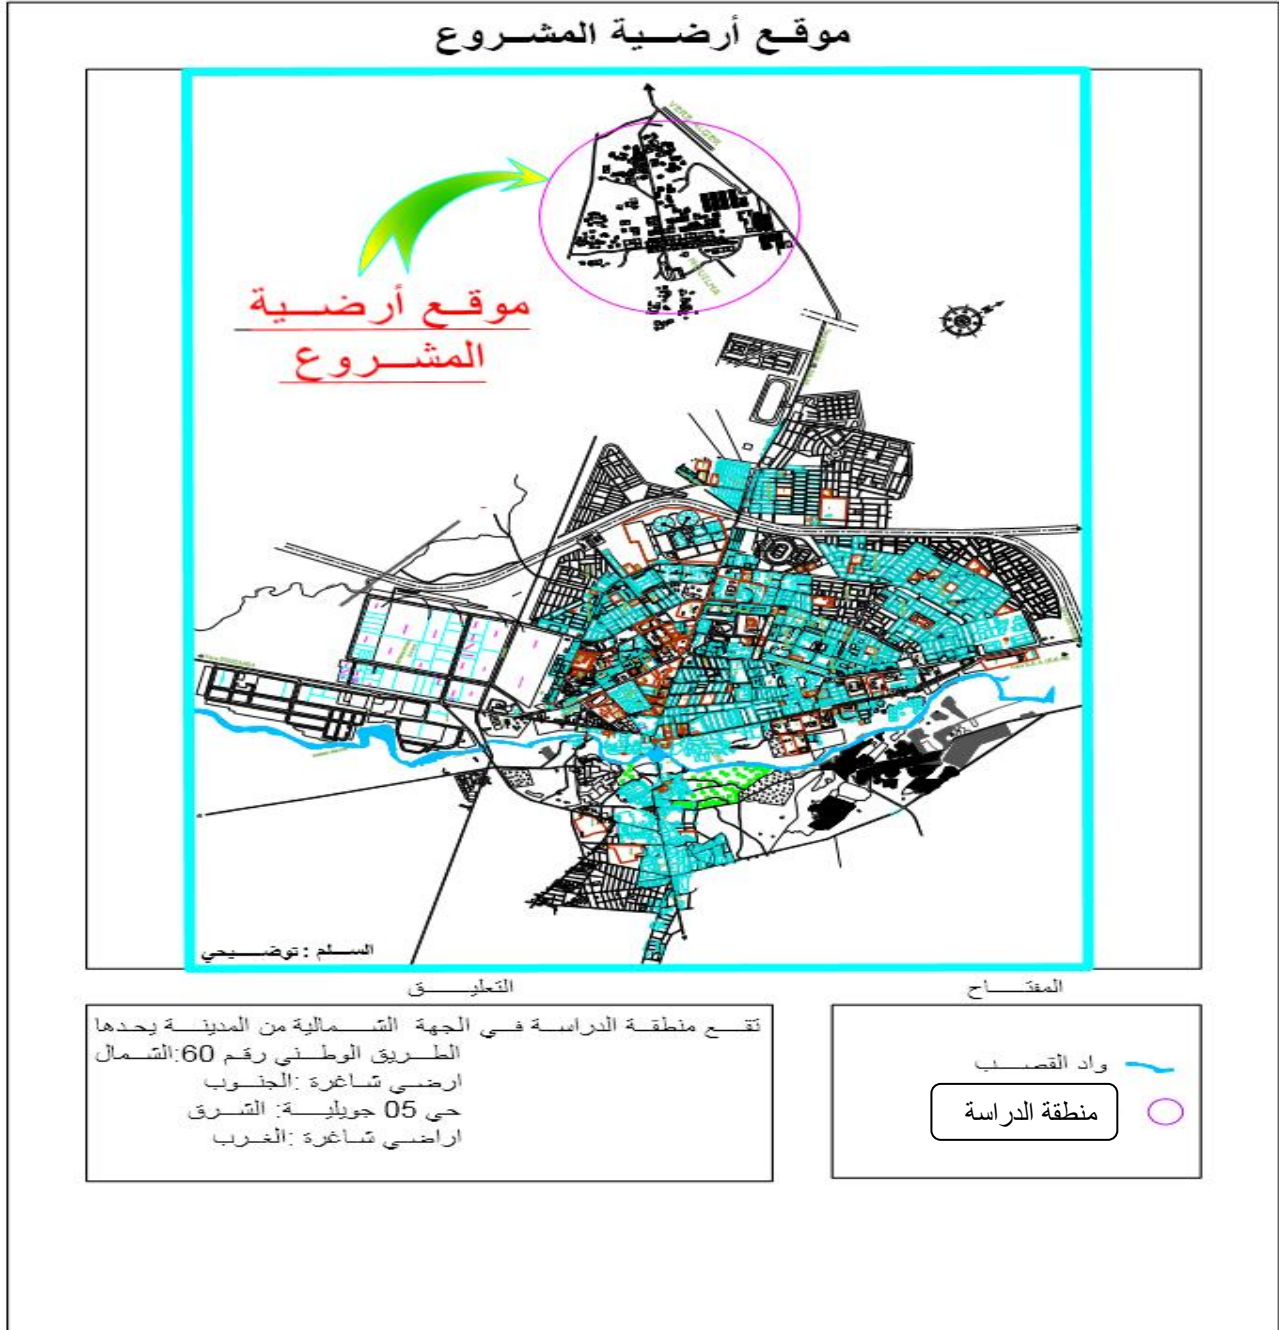 موقع أرضية المشروع
VERS ALGER
موقع أرضية
المشروع
السلم : توضيحي
التعليق
المفتاح
تقع منطقة الدراسة في الجهة الشمالية من المدينة يحدها
الطريق الوطني رقم 60:الشمال
ارضي شاغرة :الجنوب
حي 05 جويلية: الشرق
اراضي شاغرة :الغرب
واد القصب
منطقة الدراسة